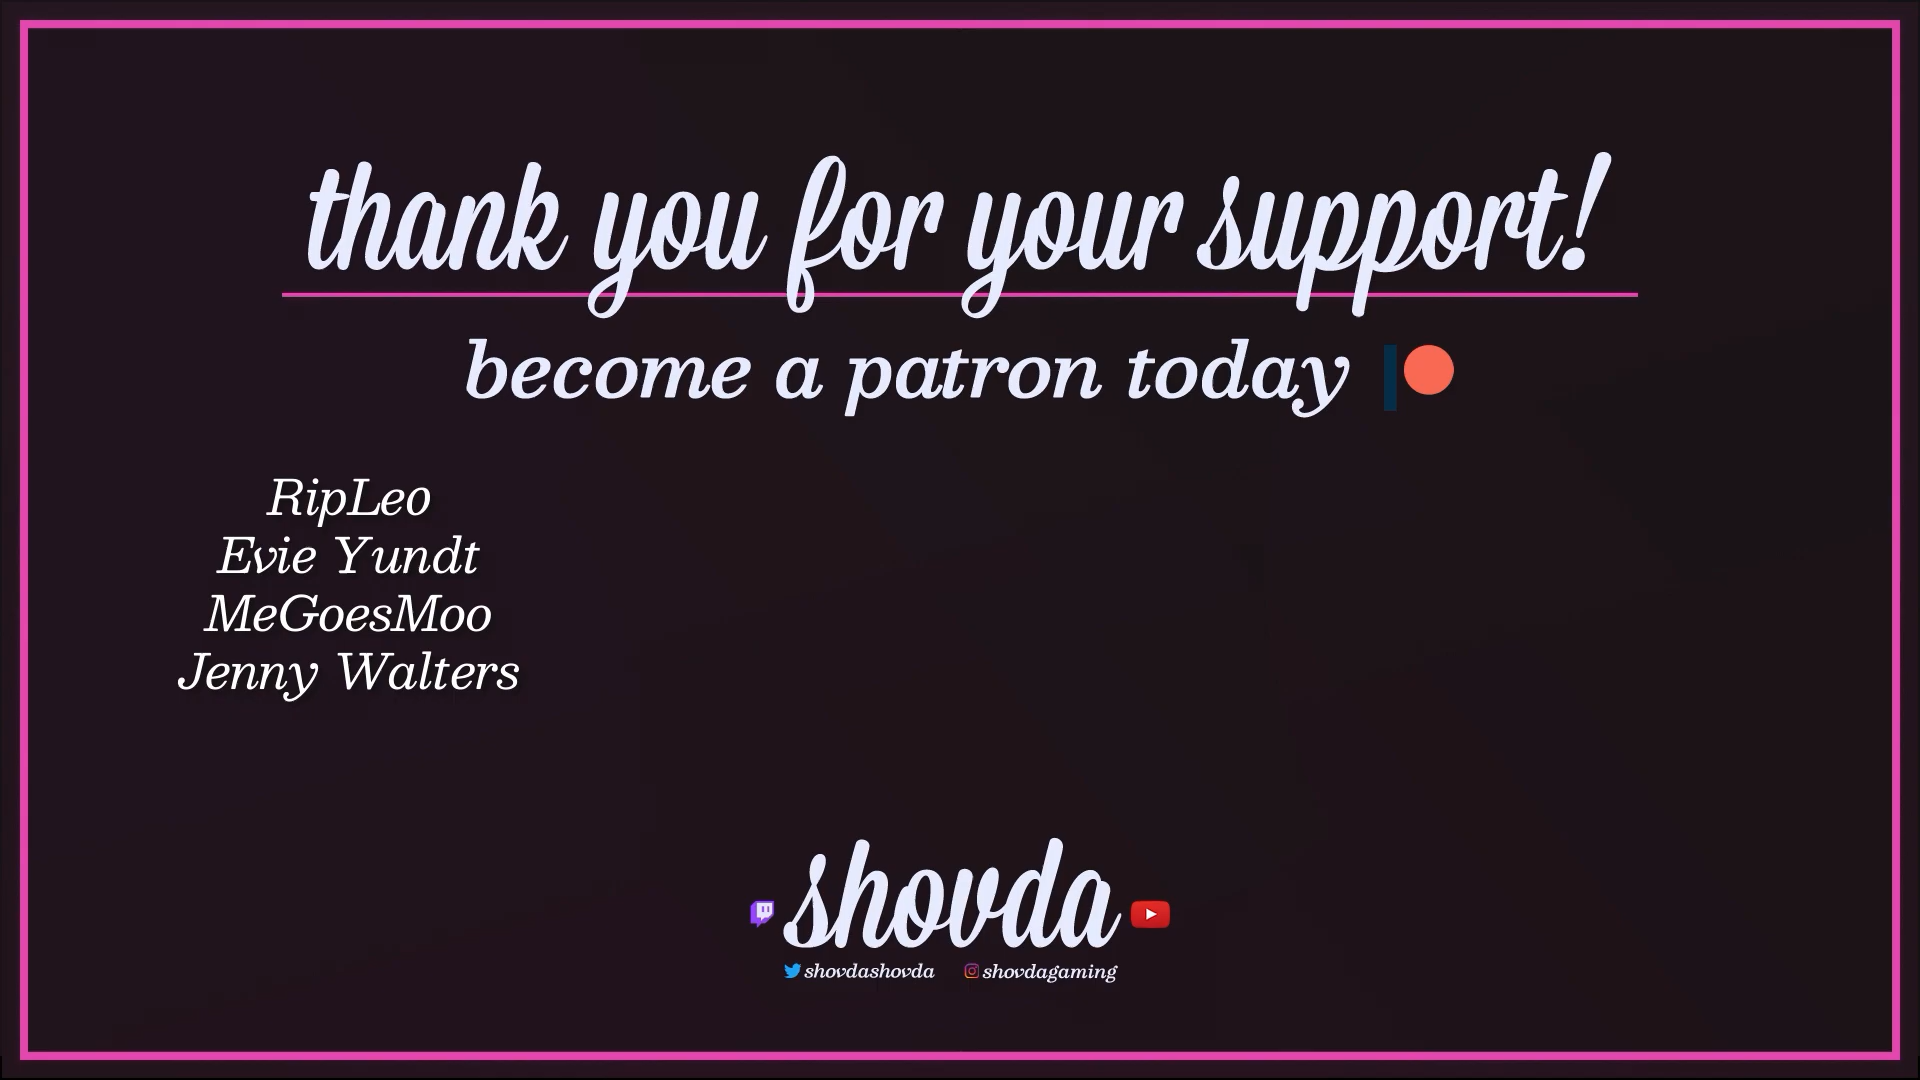 thank you for your support!
become a patron today
RipLeo
Evie Yundt
MeGoesMoo
Jenny Walters
shovda
shovdashovda
shovdagaming